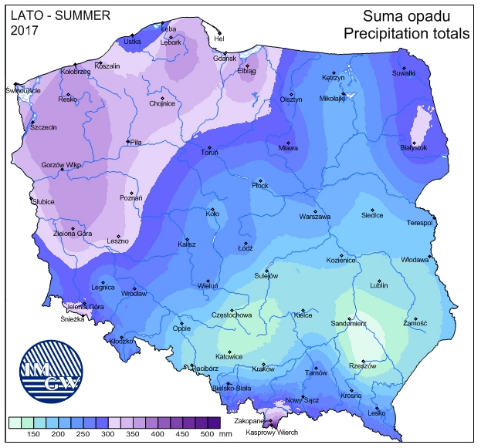 LATO - SUMMER
2017
Suma opadu
Precipitation totals
Łeba
Ustka
Lębork
Hel
Gdańsk
Koszalin
Kołobrzeg
Elbląg
Kętrzyn
Suwałki
Świnoujście
Resko
Chojnice
Olsztyn
Mikołajki
Szczecin
Piła
Toruń
Mława
Białystok
Gorzów Wlkp.
Płock
Poznań
Słubice
Koło
Warszawa
Siedlce
Terespol
Zielona Góra
Leszno
Kalisz
Łódź
Kozienice
Włodawa
Sulejów
Legnica
Wrocław
Wieluń
Lublin
Jelenia Góra
Śnieżka
Częstochowa
Kielce
Sandomierz
Zamość
Opole
Kłodzko
Katowice
Racibórz
Kraków
Tarnów
Rzeszów
Bielsko-Biała
Nowy Sącz
Krosno
Lesko
Zakopane
Kasprowy Wierch
IM
GW
150 200 250 300 350 400 450 500 mm